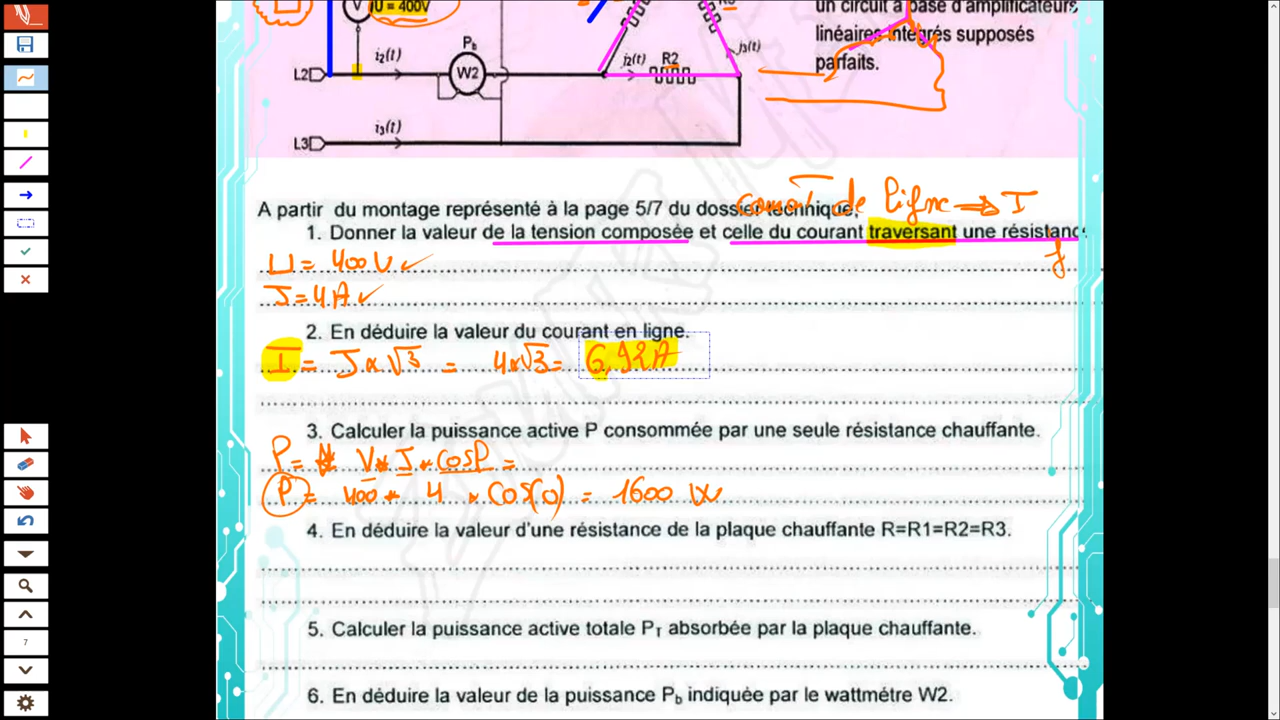 U = 400V
V
un circuit à base d'amplificateurs
linéaires intégrés supposés
parfaits.
i2(t)
Pb
W2
L2
j2(t)
R2
j3(t)
i3(t)
L3
courant de ligne → I
A partir du montage représenté à la page 5/7 du dossier technique,
1. Donner la valeur de la tension composée et celle du courant traversant une résistance
U = 400V ✓
J
J = 4A ✓
2. En déduire la valeur du courant en ligne.
I = J * √3 = 4*√3 = 6,92A
3. Calculer la puissance active P consommée par une seule résistance chauffante.
P = V * J * cosφ =
P = 400 * 4 * cos(0) = 1600 W
4. En déduire la valeur d'une résistance de la plaque chauffante R=R1=R2=R3.
5. Calculer la puissance active totale PT absorbée par la plaque chauffante.
6. En déduire la valeur de la puissance Pb indiquée par le wattmétre W2.
7